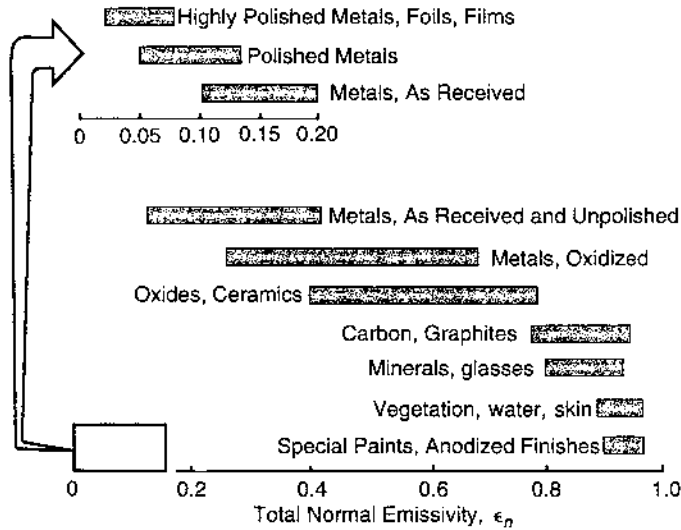 Highly Polished Metals, Foils, Films
Polished Metals
Metals, As Received
0 0.05 0.10 0.15 0.20
Metals, As Received and Unpolished
Metals, Oxidized
Oxides, Ceramics
Carbon, Graphites
Minerals, glasses
Vegetation, water, skin
Special Paints, Anodized Finishes
0 0.2 0.4 0.6 0.8 1.0
Total Normal Emissivity, ϵₙ